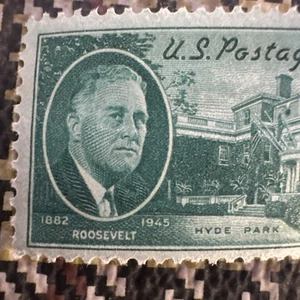 U.S. Postag
1882 1945
ROOSEVELT HYDE PARK